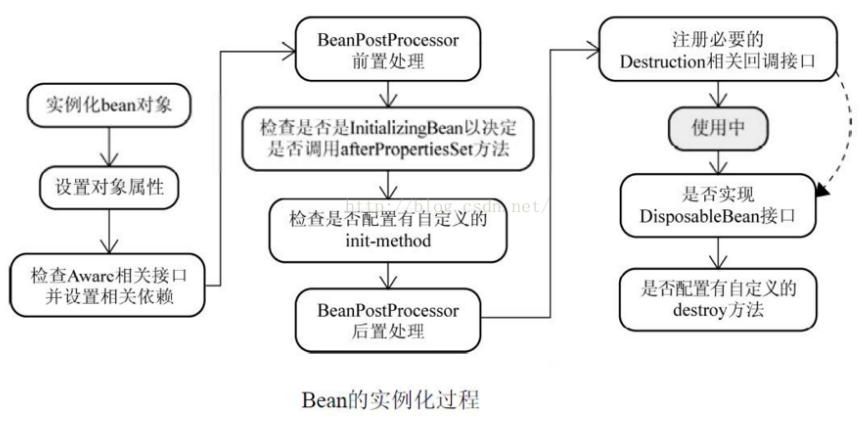 实例化bean对象
设置对象属性
检查Aware相关接口
并设置相关依赖
BeanPostProcessor
前置处理
检查是否是InitializingBean以决定
是否调用afterPropertiesSet方法
检查是否配置有自定义的
init-method
BeanPostProcessor
后置处理
注册必要的
Destruction相关回调接口
使用中
是否实现
DisposableBean接口
是否配置有自定义的
destroy方法
http://blog.csdn.net/
Bean的实例化过程